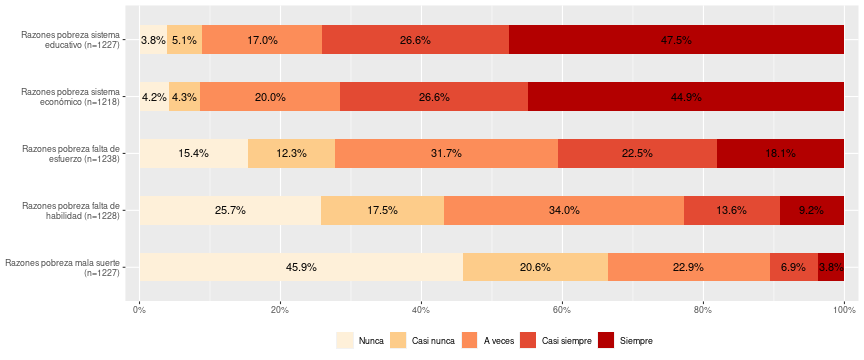 Razones pobreza sistema
educativo (n=1227)
3.8% 5.1% 17.0% 26.6% 47.5%
Razones pobreza sistema
económico (n=1218)
4.2% 4.3% 20.0% 26.6% 44.9%
Razones pobreza falta de
esfuerzo (n=1238)
15.4% 12.3% 31.7% 22.5% 18.1%
Razones pobreza falta de
habilidad (n=1228)
25.7% 17.5% 34.0% 13.6% 9.2%
Razones pobreza mala suerte
(n=1227)
45.9% 20.6% 22.9% 6.9% 3.8%
0% 20% 40% 60% 80% 100%
Nunca Casi nunca A veces Casi siempre Siempre